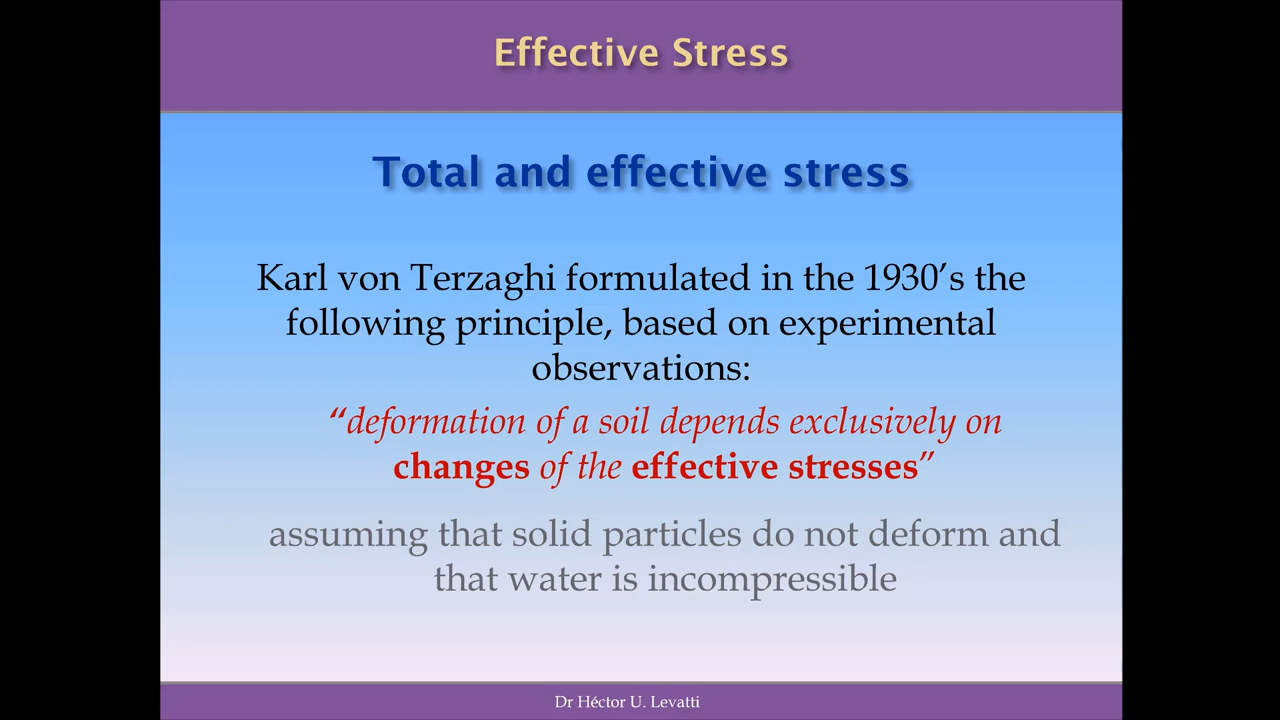 Effective Stress
Total and effective stress
Karl von Terzaghi formulated in the 1930’s the
following principle, based on experimental
observations:
“deformation of a soil depends exclusively on
changes of the effective stresses”
assuming that solid particles do not deform and
that water is incompressible
Dr Héctor U. Levatti